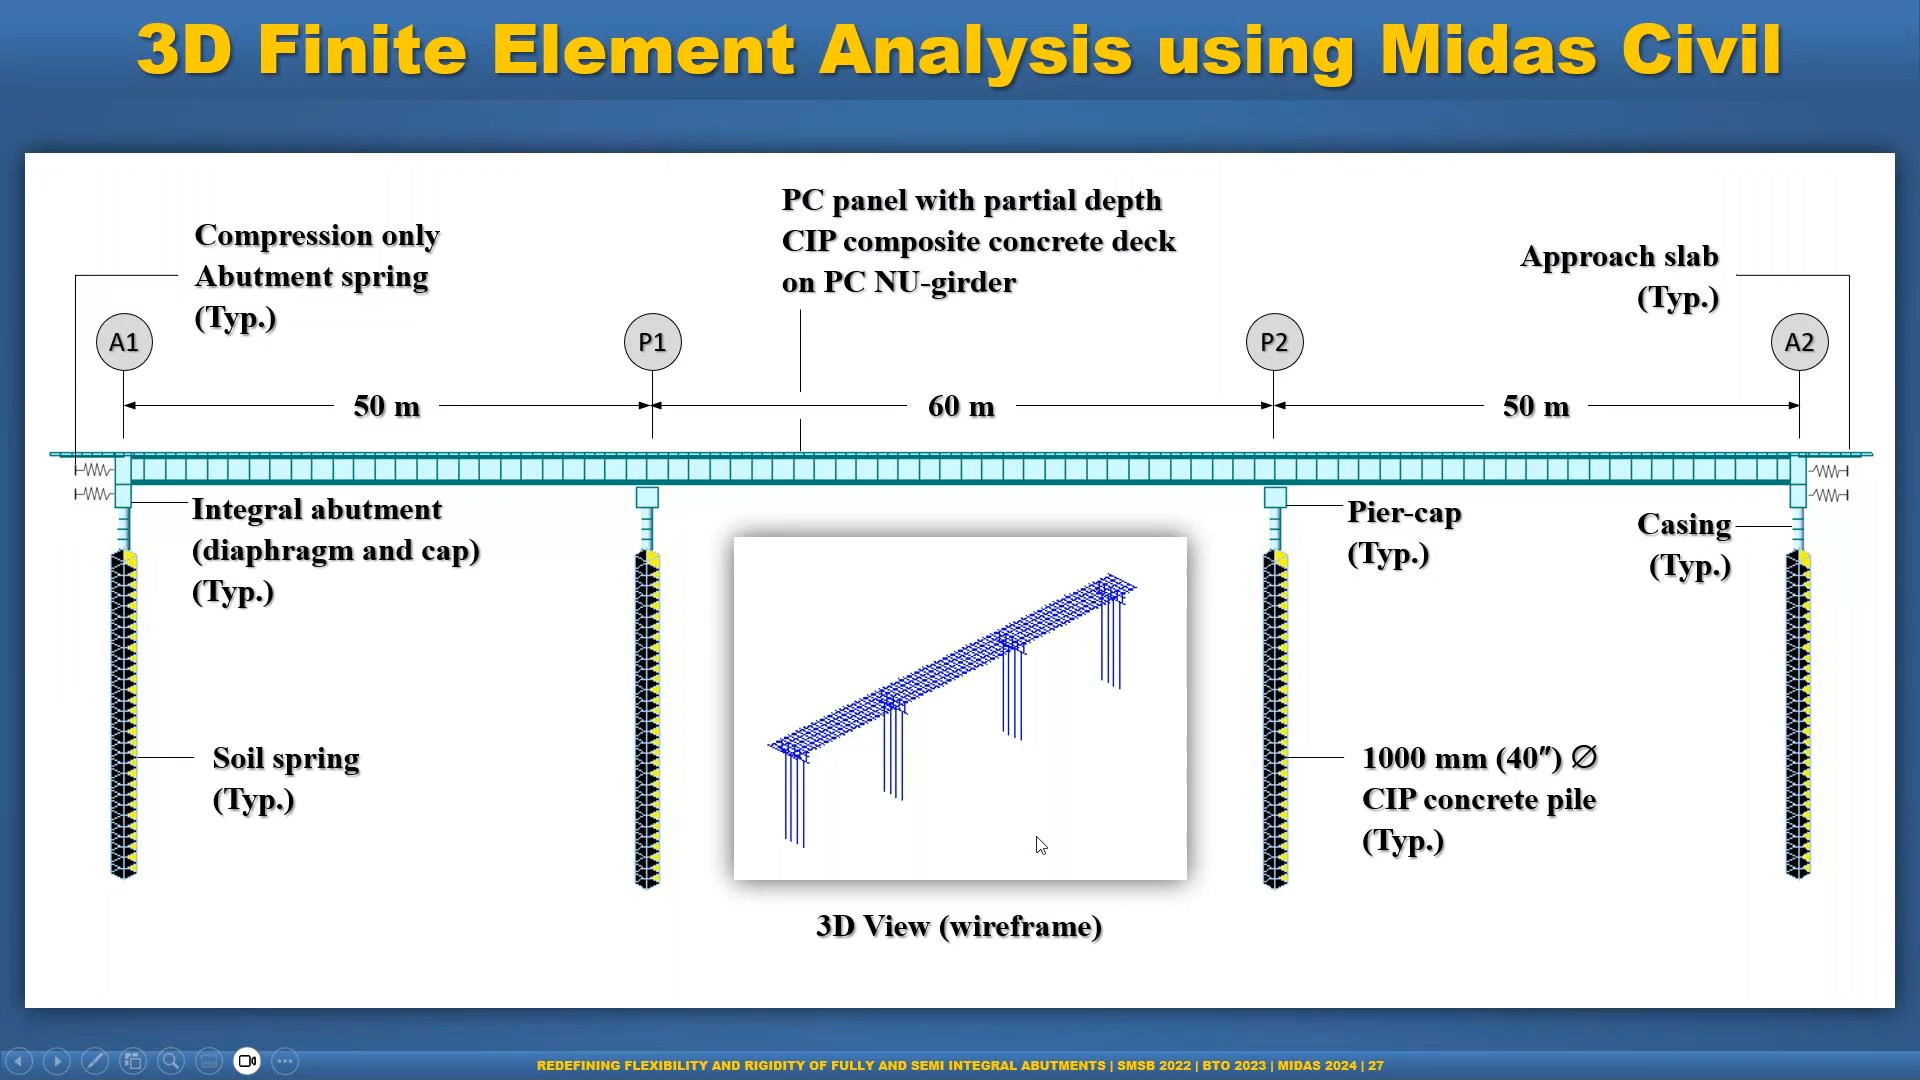 3D Finite Element Analysis using Midas Civil
Compression only
Abutment spring
(Typ.)
PC panel with partial depth
CIP composite concrete deck
on PC NU-girder
Approach slab
(Typ.)
A1
P1
P2
A2
50 m
60 m
50 m
Integral abutment
(diaphragm and cap)
(Typ.)
Pier-cap
(Typ.)
Casing
(Typ.)
Soil spring
(Typ.)
1000 mm (40″) ∅
CIP concrete pile
(Typ.)
3D View (wireframe)
REDEFINING FLEXIBILITY AND RIGIDITY OF FULLY AND SEMI INTEGRAL ABUTMENTS | SMSB 2022 | BTO 2023 | MIDAS 2024 | 27